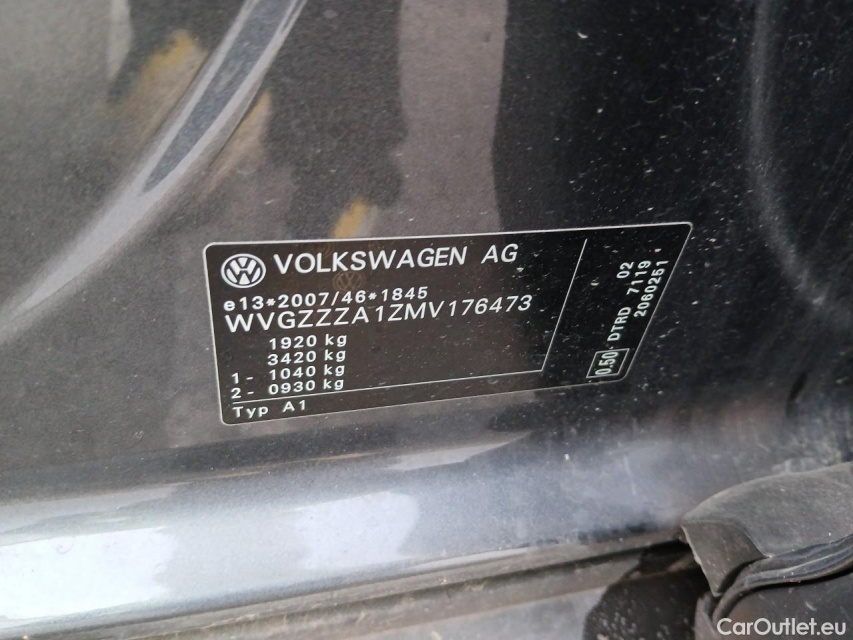 VOLKSWAGEN AG
e13*2007/46*1845
WVGZZZA1ZMV176473
1920 kg
3420 kg
1- 1040 kg
2- 0930 kg
Typ A1
0.50 DTRD 7119 02
2060251
CarOutlet.eu